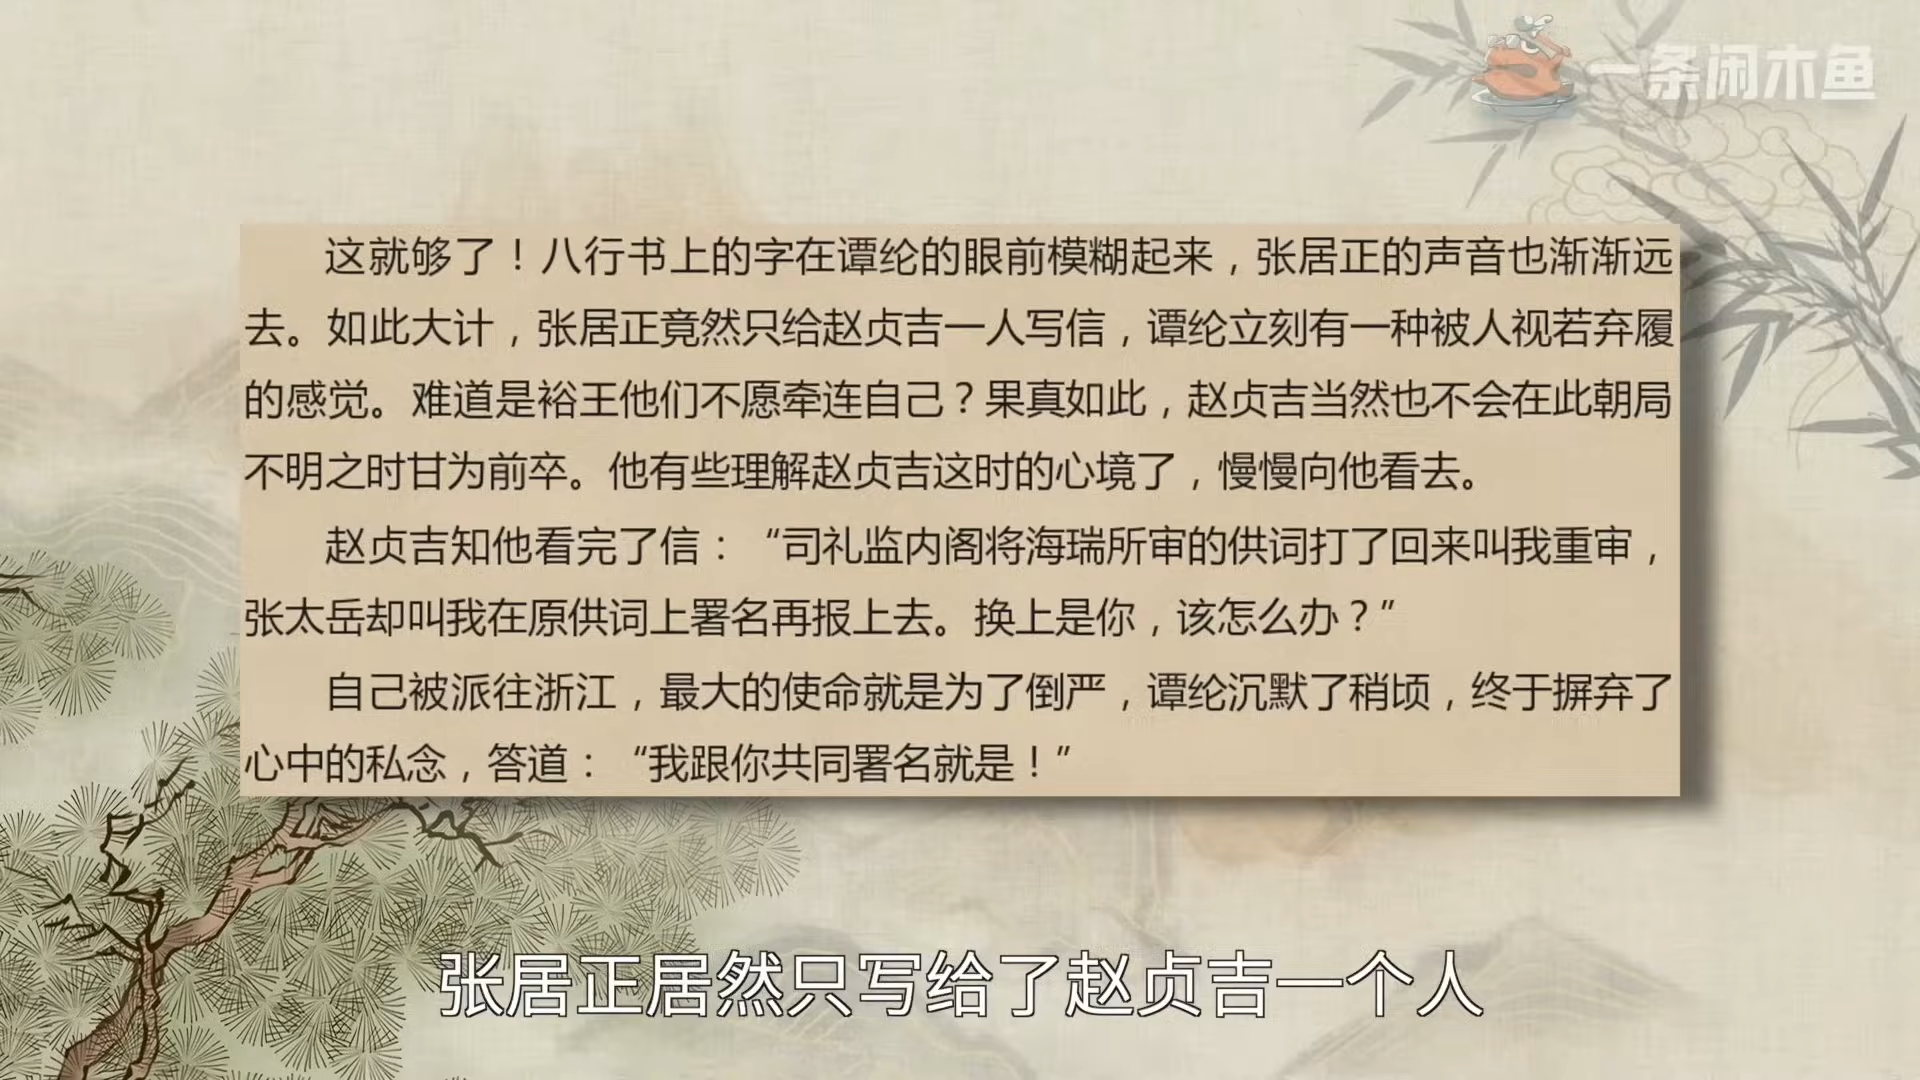 一条闲木鱼
这就够了！八行书上的字在谭纶的眼前模糊起来，张居正的声音也渐渐远
去。如此大计，张居正竟然只给赵贞吉一人写信，谭纶立刻有一种被人视若弃履
的感觉。难道是裕王他们不愿牵连自己？果真如此，赵贞吉当然也不会在此朝局
不明之时甘为前卒。他有些理解赵贞吉这时的心境了，慢慢向他看去。
赵贞吉知他看完了信：“司礼监内阁将海瑞所审的供词打了回来叫我重审，
张太岳却叫我在原供词上署名再报上去。换上是你，该怎么办？”
自己被派往浙江，最大的使命就是为了倒严，谭纶沉默了稍顷，终于摒弃了
心中的私念，答道：“我跟你共同署名就是！”
张居正居然只写给了赵贞吉一个人